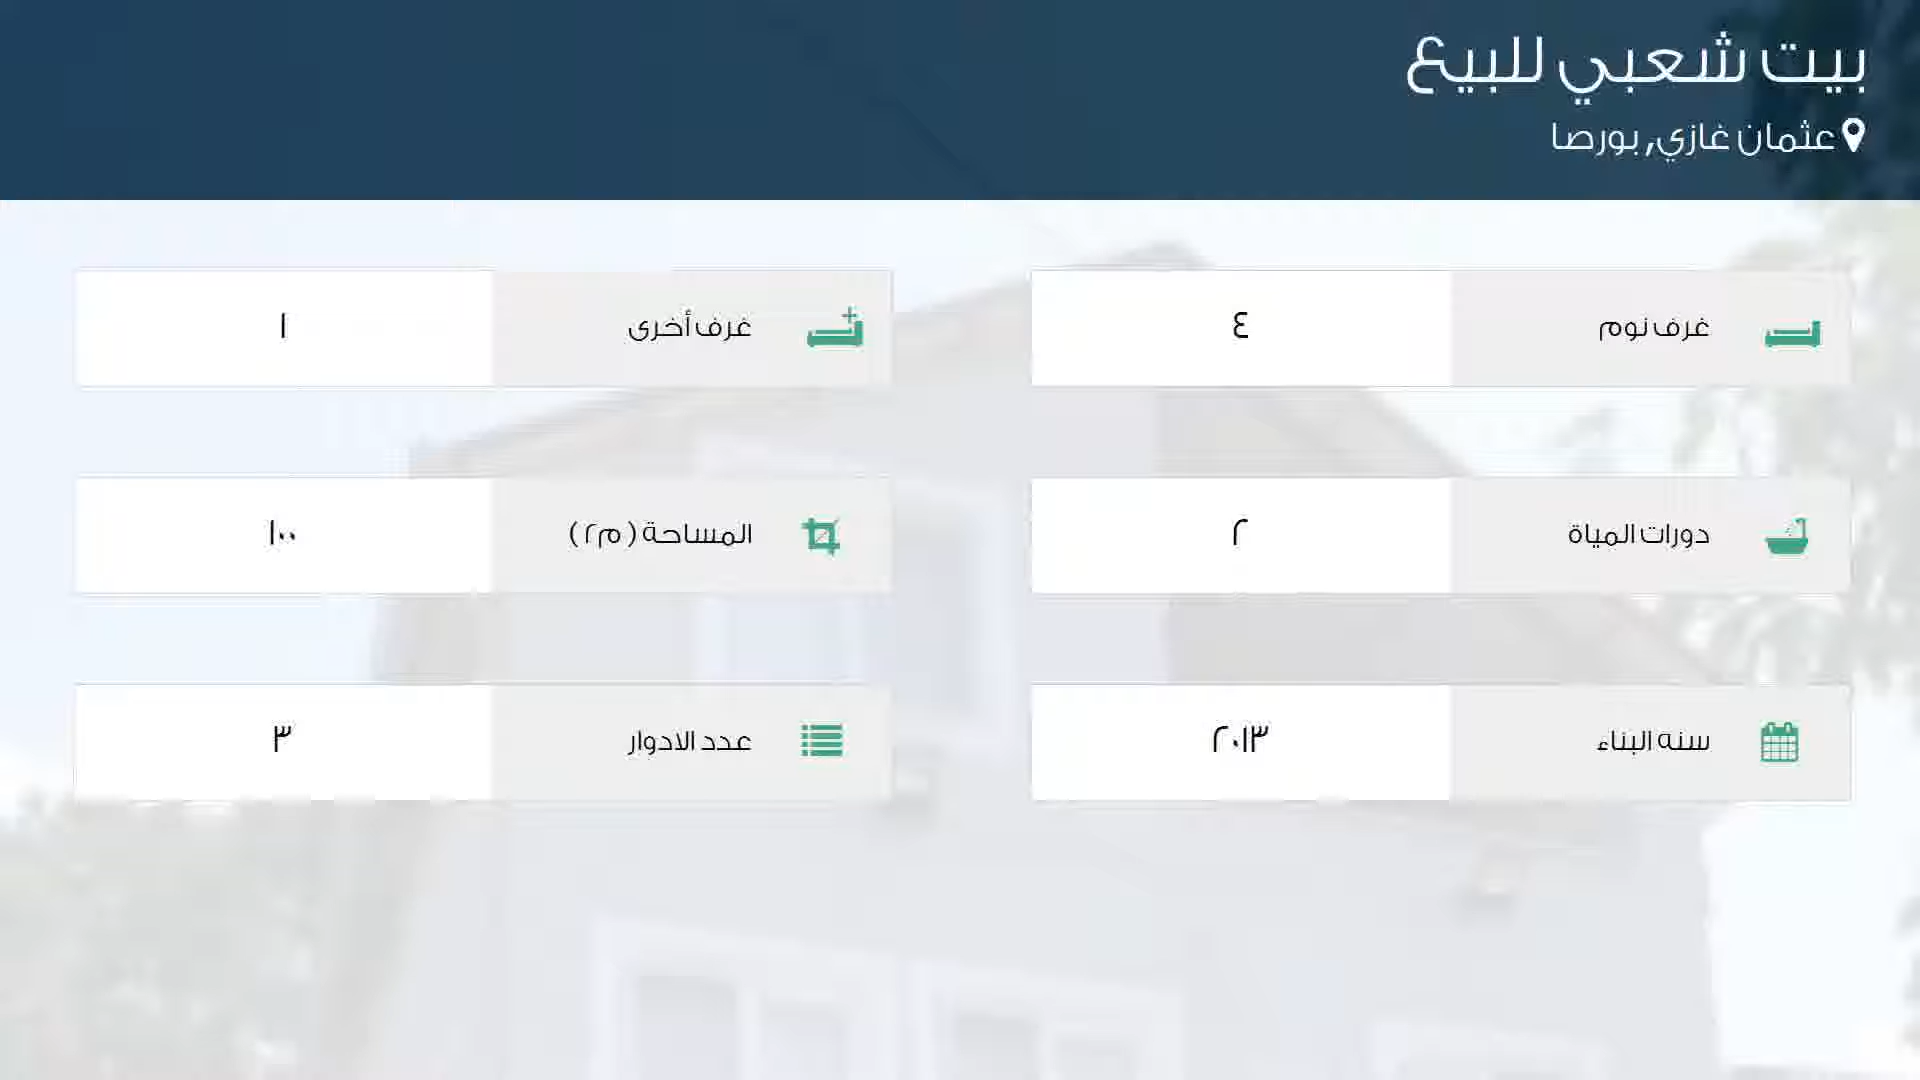 بيت شعبي للبيع
عثمان غازي, بورصا
غرف نوم ٤
غرف أخرى ١
دورات المياة ٢
المساحة (م٢) ١٠٠
سنه البناء ٢٠١٣
عدد الادوار ٣